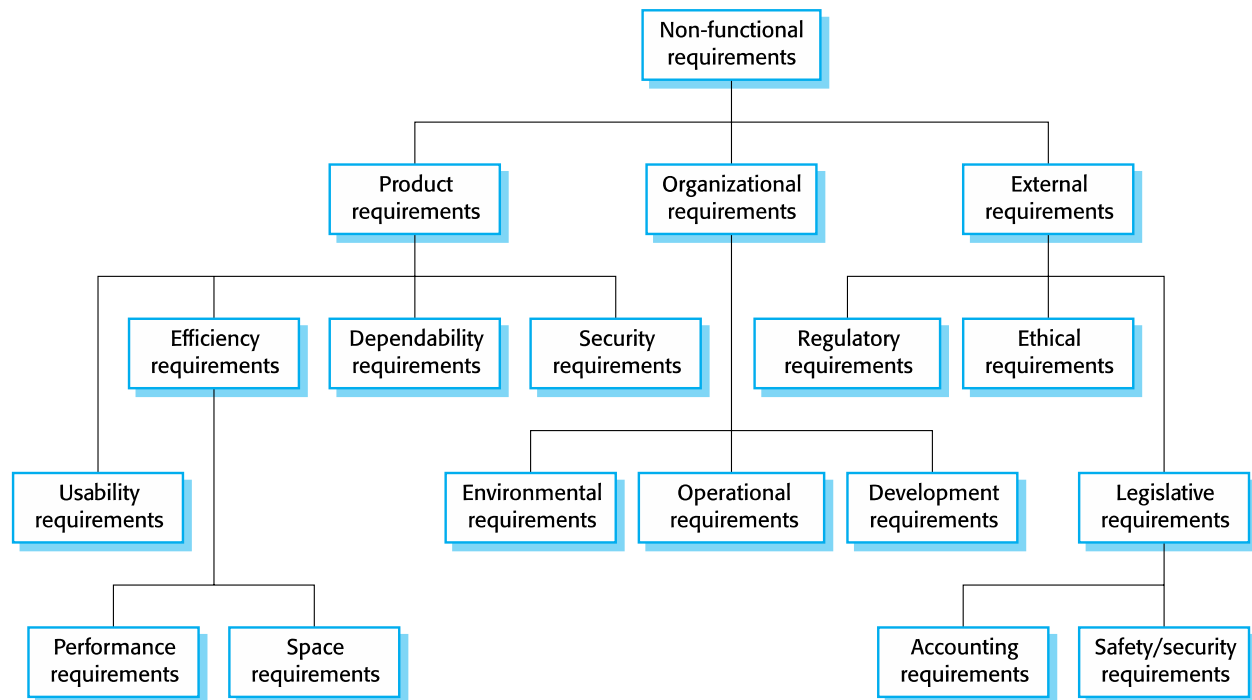 Non-functional
requirements
Product
requirements
Organizational
requirements
External
requirements
Efficiency
requirements
Dependability
requirements
Security
requirements
Regulatory
requirements
Ethical
requirements
Usability
requirements
Environmental
requirements
Operational
requirements
Development
requirements
Legislative
requirements
Performance
requirements
Space
requirements
Accounting
requirements
Safety/security
requirements